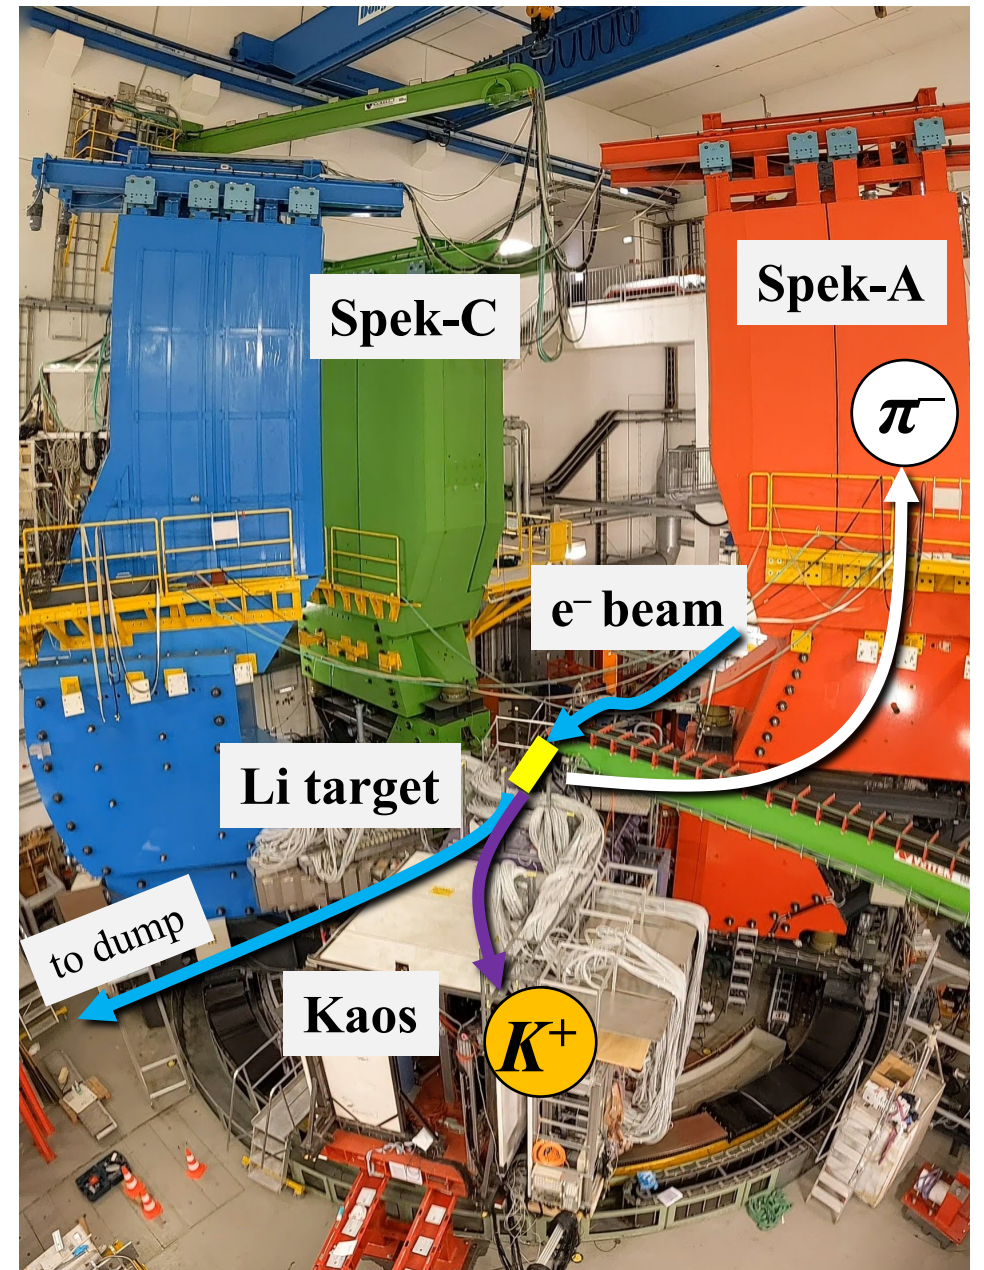 Spek-C
Spek-A
π⁻
e⁻ beam
Li target
to dump
Kaos
K⁺